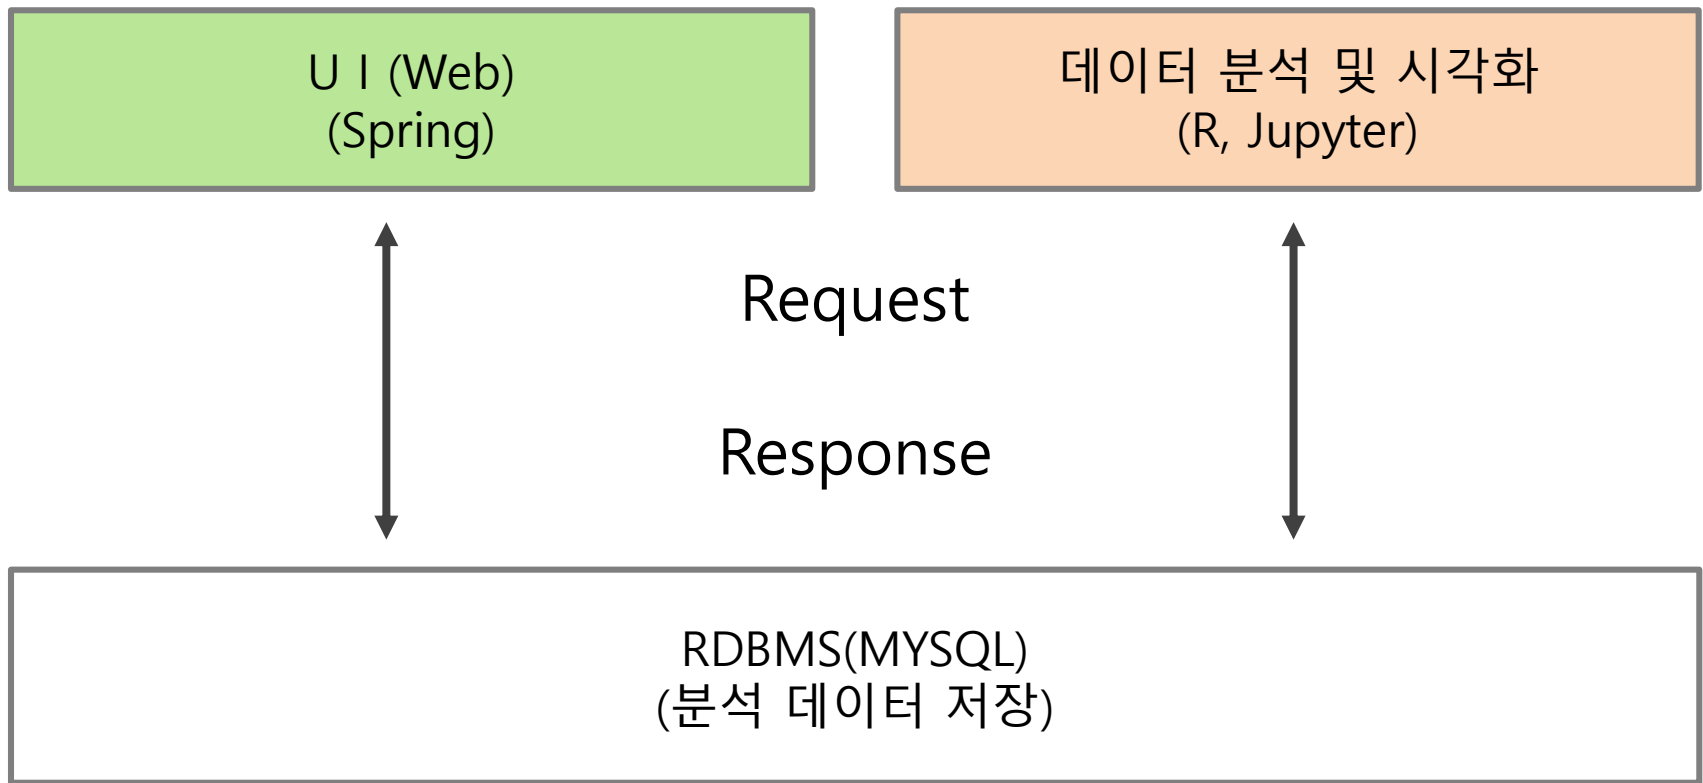 U I (Web)
(Spring)
데이터 분석 및 시각화
(R, Jupyter)
Request
Response
RDBMS(MYSQL)
(분석 데이터 저장)